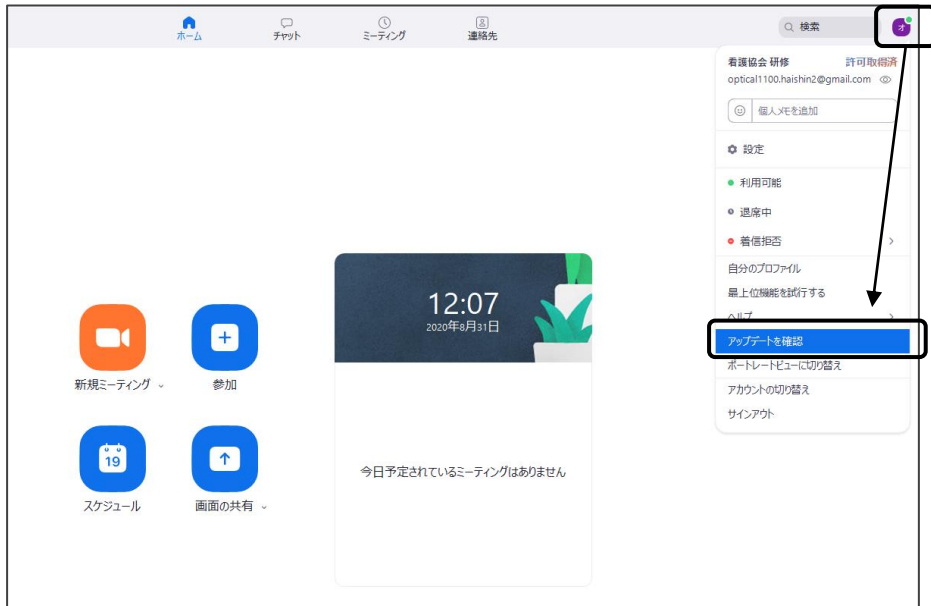 ホーム
チャット
ミーティング
連絡先
検索
オ
看護協会 研修 許可取得済
optical1100.haishin2@gmail.com
個人メモを追加
設定
利用可能
退席中
着信拒否
自分のプロファイル
最上位機能を試行する
ヘルプ
アップデートを確認
ポートレートビューに切り替え
アカウントの切り替え
サインアウト
12:07
2020年8月31日
新規ミーティング
参加
19
スケジュール
画面の共有
今日予定されているミーティングはありません